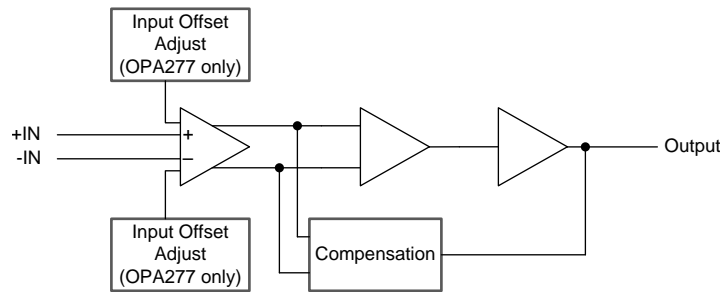 Input Offset
Adjust
(OPA277 only)
+IN
-IN
+
−
Output
Input Offset
Adjust
(OPA277 only)
Compensation